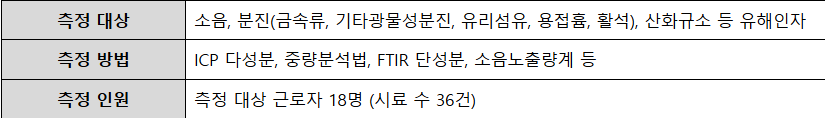 측정 대상 소음, 분진(금속류, 기타광물성분진, 유리섬유, 용접흄, 활석), 산화규소 등 유해인자
측정 방법 ICP 다성분, 중량분석법, FTIR 단성분, 소음노출량계 등
측정 인원 측정 대상 근로자 18명 (시료 수 36건)